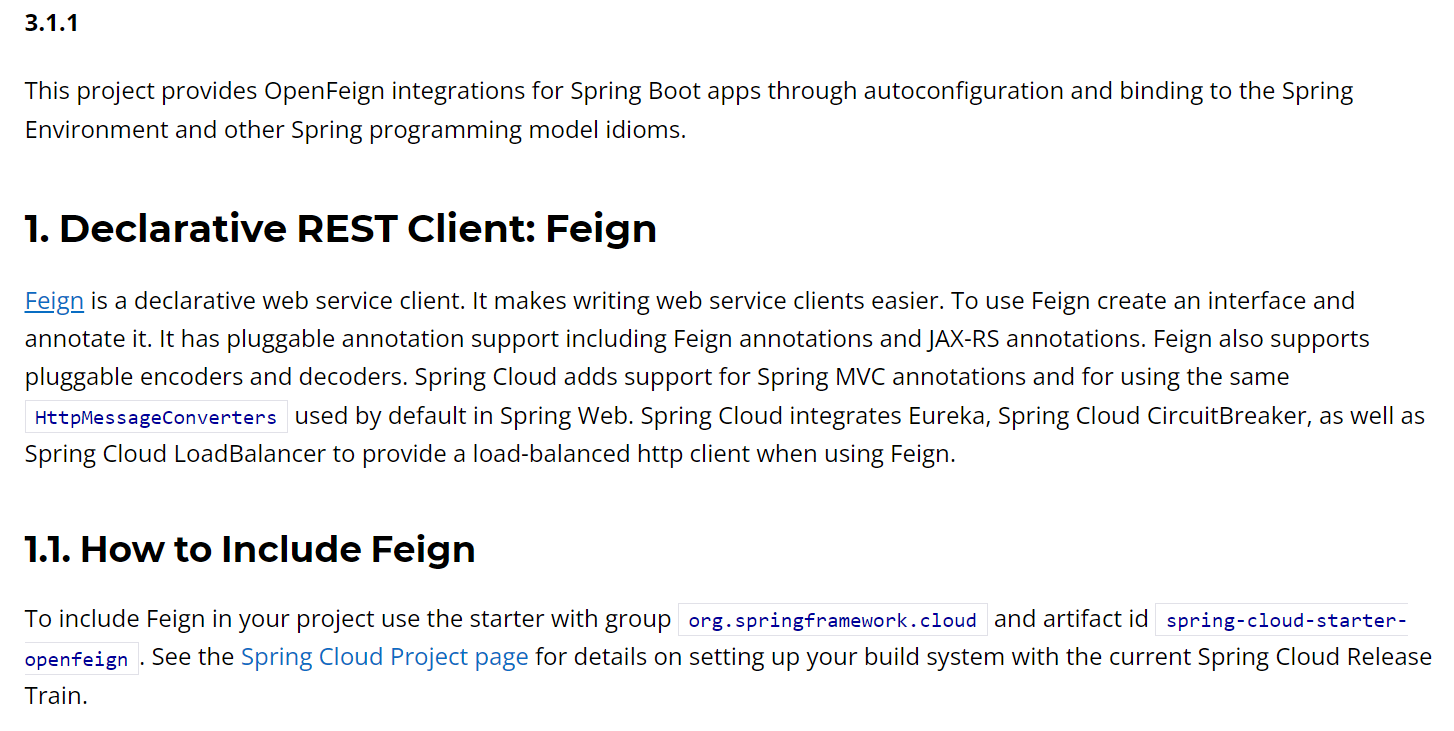 3.1.1
This project provides OpenFeign integrations for Spring Boot apps through autoconfiguration and binding to the Spring
Environment and other Spring programming model idioms.
1. Declarative REST Client: Feign
Feign is a declarative web service client. It makes writing web service clients easier. To use Feign create an interface and
annotate it. It has pluggable annotation support including Feign annotations and JAX-RS annotations. Feign also supports
pluggable encoders and decoders. Spring Cloud adds support for Spring MVC annotations and for using the same
HttpMessageConverters used by default in Spring Web. Spring Cloud integrates Eureka, Spring Cloud CircuitBreaker, as well as
Spring Cloud LoadBalancer to provide a load-balanced http client when using Feign.
1.1. How to Include Feign
To include Feign in your project use the starter with group org.springframework.cloud and artifact id spring-cloud-starter-
openfeign. See the Spring Cloud Project page for details on setting up your build system with the current Spring Cloud Release
Train.